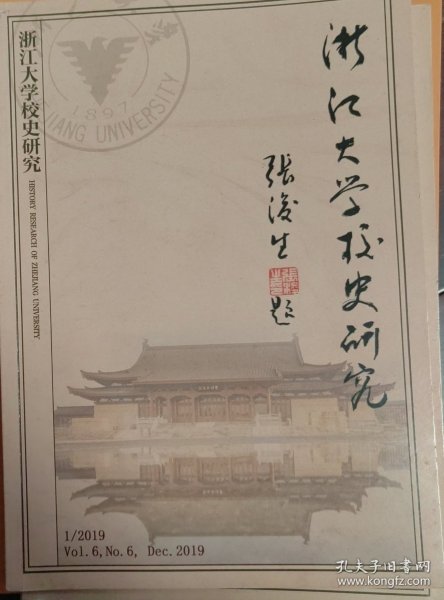 浙江大学校史研究
HISTORY RESEARCH OF ZHEJIANG UNIVERSITY
1897
JIANG UNIVERSITY
浙江大学校史研究
張浚生
題
1/2019
Vol.6,No.6, Dec.2019
孔夫子旧书网
www.kongfz.com